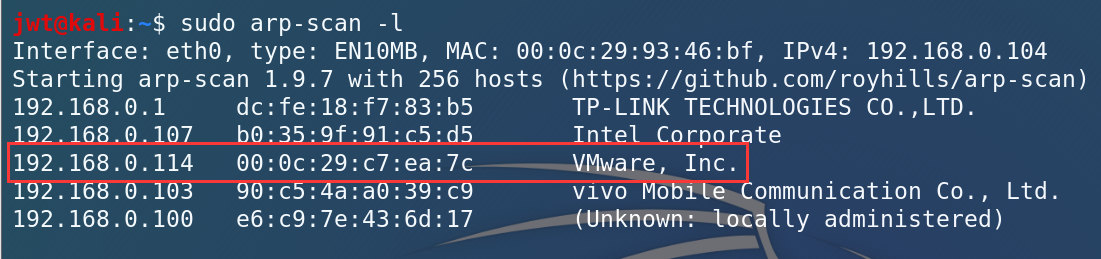 jwt@kali:~$ sudo arp-scan -l
Interface: eth0, type: EN10MB, MAC: 00:0c:29:93:46:bf, IPv4: 192.168.0.104
Starting arp-scan 1.9.7 with 256 hosts (https://github.com/royhills/arp-scan)
192.168.0.1 dc:fe:18:f7:83:b5 TP-LINK TECHNOLOGIES CO.,LTD.
192.168.0.107 b0:35:9f:91:c5:d5 Intel Corporate
192.168.0.114 00:0c:29:c7:ea:7c VMware, Inc.
192.168.0.103 90:c5:4a:a0:39:c9 vivo Mobile Communication Co., Ltd.
192.168.0.100 e6:c9:7e:43:6d:17 (Unknown: locally administered)